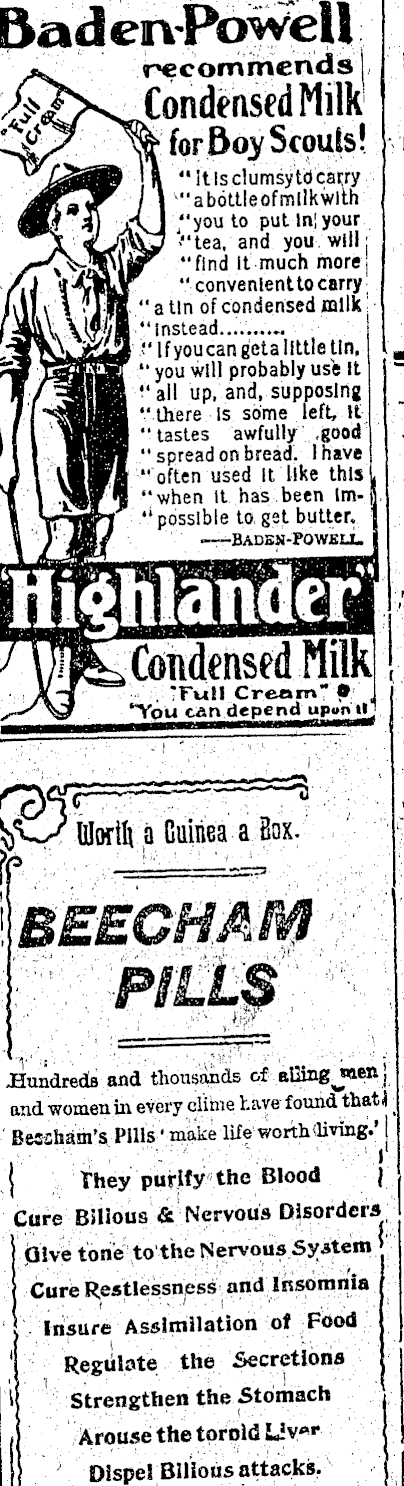 Baden-Powell
recommends
Condensed Milk
for Boy Scouts!
"Full
Cream"
"It is clumsy to carry
"a bottle of milk with
"you to put in your
"tea, and you will
"find it much more
"convenient to carry
"a tin of condensed milk
"instead..........
"If you can get a little tin,
"you will probably use it
"all up, and, supposing
"there is some left, it
"tastes awfully good
"spread on bread. I have
"often used it like this
"when it has been im-
"possible to get butter.
——BADEN-POWELL.
"Highlander"
Condensed Milk
"Full Cream"
"You can depend upon it"
Worth a Guinea a Box.
BEECHAM
PILLS
Hundreds and thousands of ailing men
and women in every clime have found that
Beecham's Pills 'make life worth living.'
They purify the Blood
Cure Bilious & Nervous Disorders
Give tone to the Nervous System
Cure Restlessness and Insomnia
Insure Assimilation of Food
Regulate the Secretions
Strengthen the Stomach
Arouse the torpid Liver
Dispel Bilious attacks.